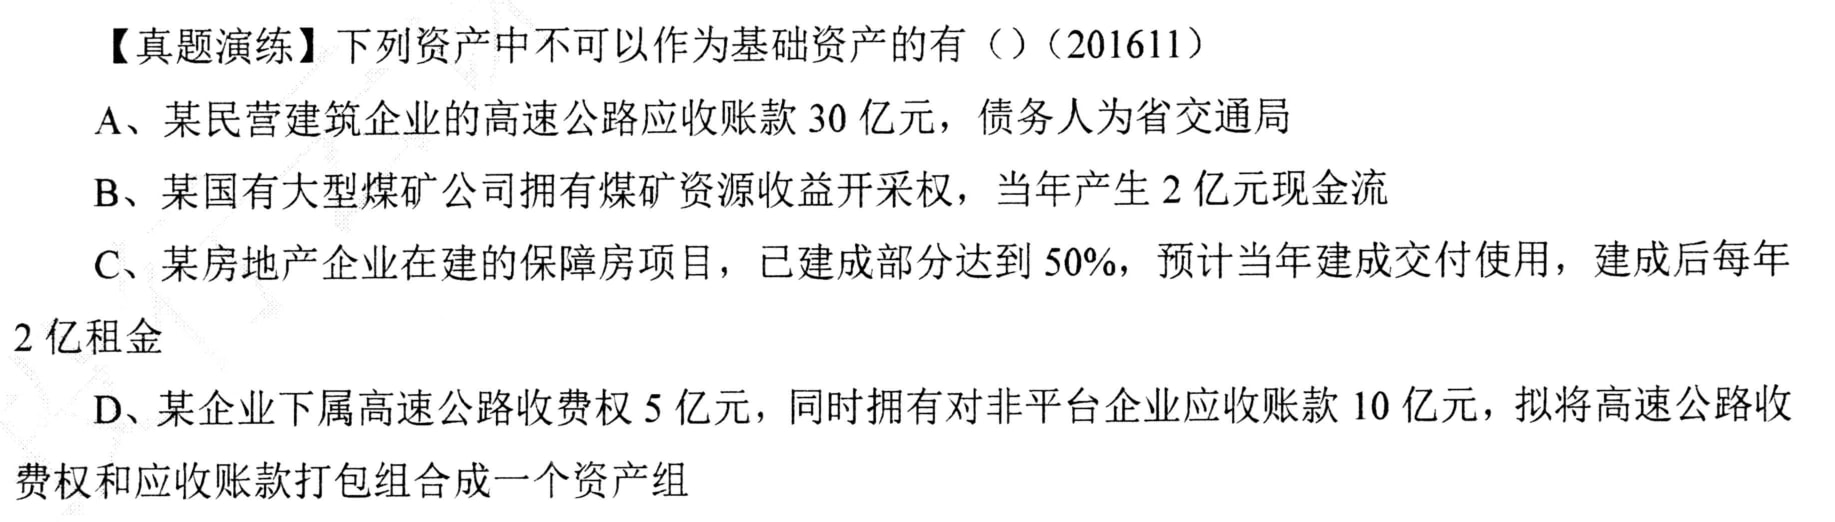 【真题演练】下列资产中不可以作为基础资产的有（）（201611）
A、某民营建筑企业的高速公路应收账款 30 亿元，债务人为省交通局
B、某国有大型煤矿公司拥有煤矿资源收益开采权，当年产生 2 亿元现金流
C、某房地产企业在建的保障房项目，已建成部分达到 50%，预计当年建成交付使用，建成后每年
2 亿租金
D、某企业下属高速公路收费权 5 亿元，同时拥有对非平台企业应收账款 10 亿元，拟将高速公路收
费权和应收账款打包组合成一个资产组